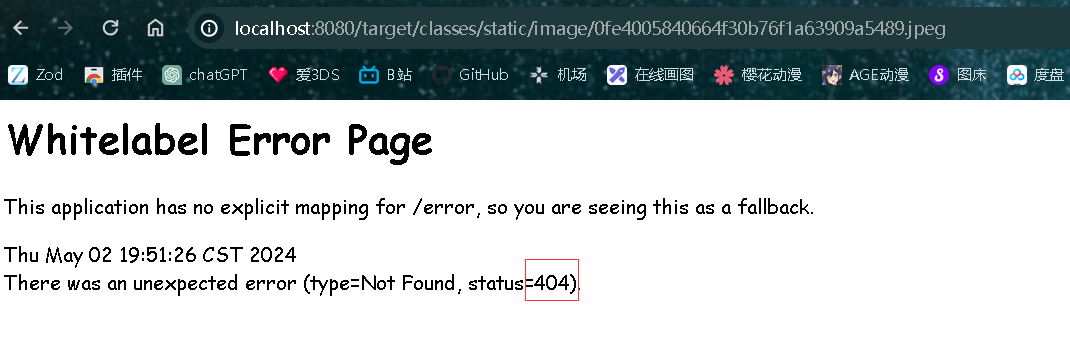 localhost:8080/target/classes/static/image/0fe4005840664f30b76f1a63909a5489.jpeg
Zod 插件 chatGPT 爱3DS B站 GitHub 机场 在线画图 樱花动漫 AGE动漫 图床 度盘
Whitelabel Error Page
This application has no explicit mapping for /error, so you are seeing this as a fallback.
Thu May 02 19:51:26 CST 2024
There was an unexpected error (type=Not Found, status=404).